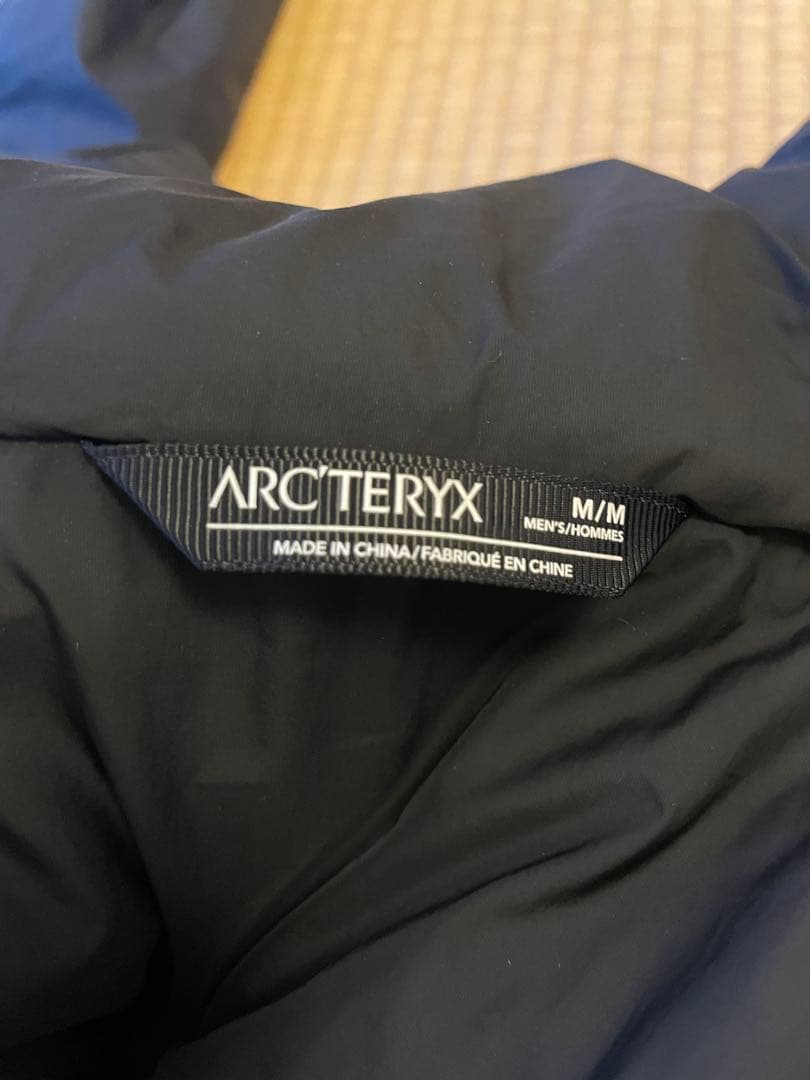 ARC'TERYX
M/M
MEN'S/HOMMES
MADE IN CHINA/FABRIQUÉ EN CHINE